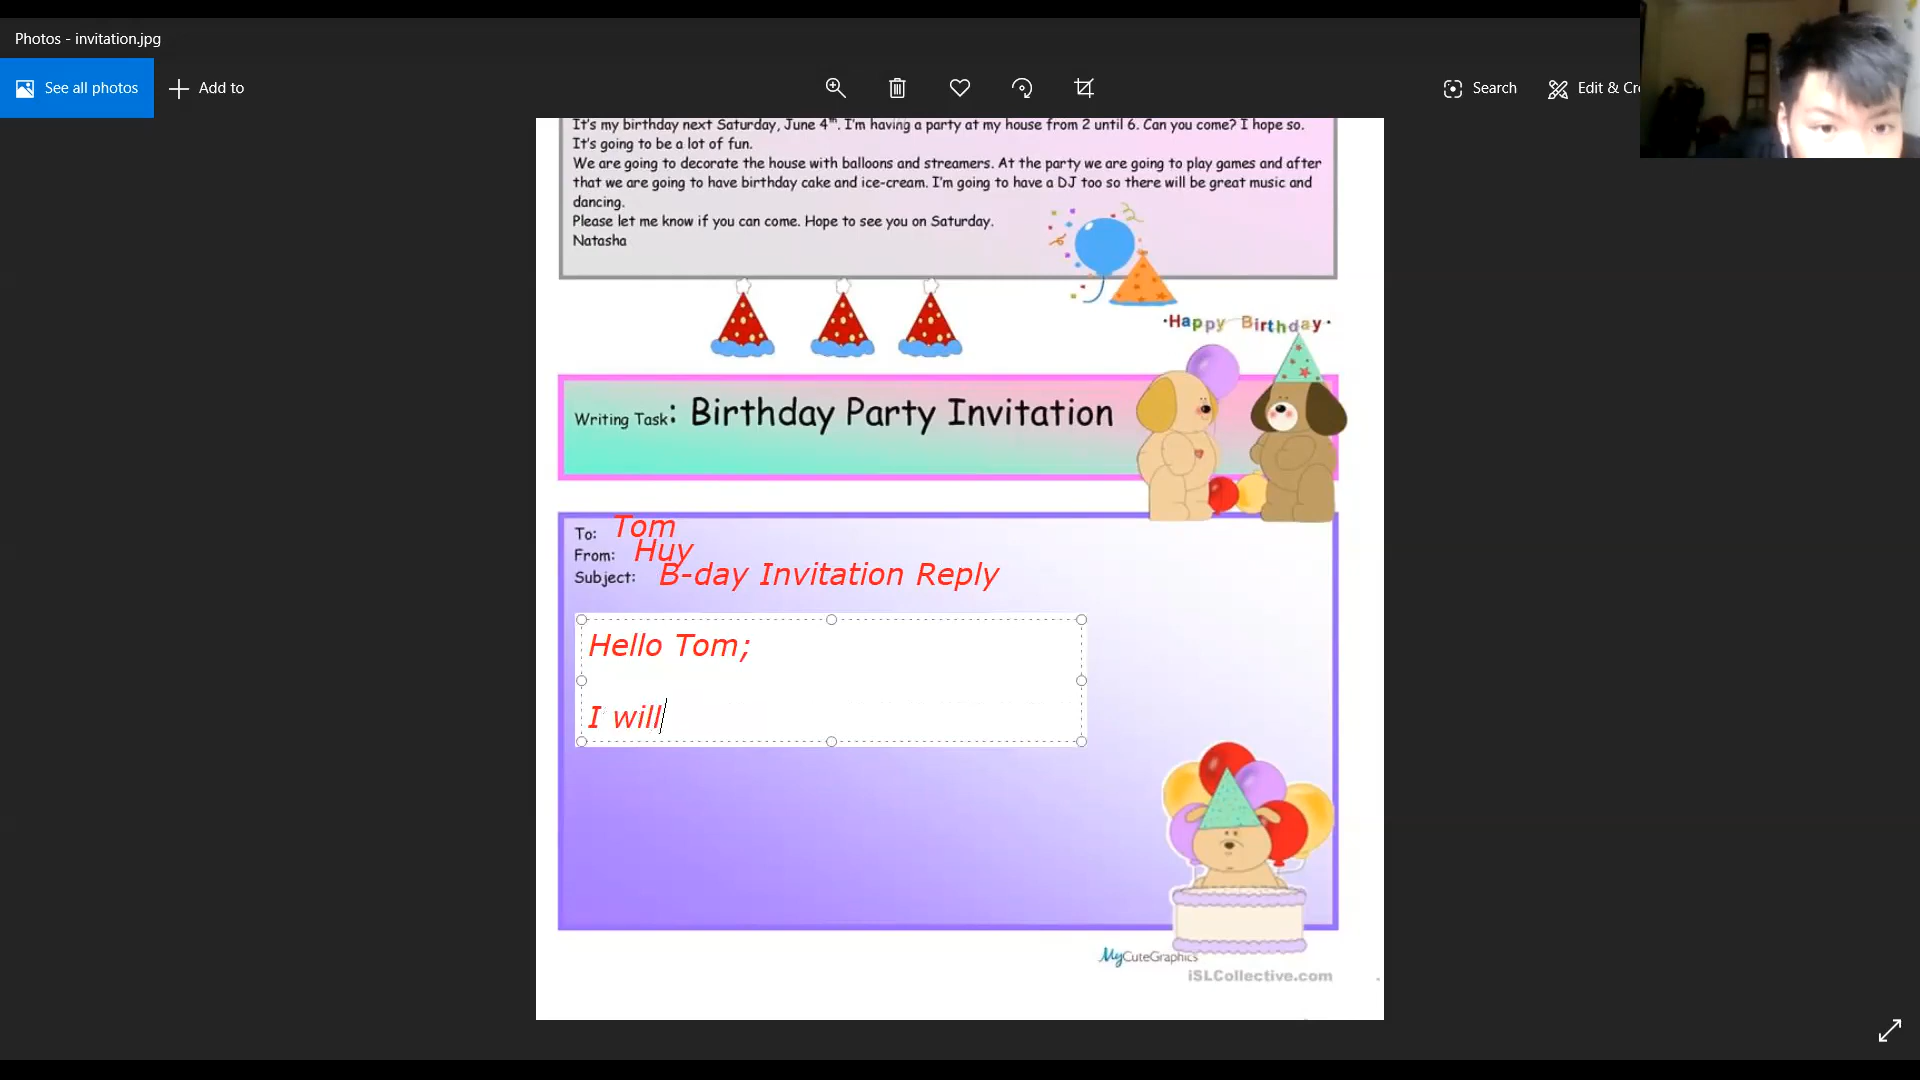 Photos - invitation.jpg
See all photos
Add to
Search
Edit & Cr
It's my birthday next Saturday, June 4th. I'm having a party at my house from 2 until 6. Can you come? I hope so.
It's going to be a lot of fun.
We are going to decorate the house with balloons and streamers. At the party we are going to play games and after
that we are going to have birthday cake and ice-cream. I'm going to have a DJ too so there will be great music and
dancing.
Please let me know if you can come. Hope to see you on Saturday.
Natasha
·Happy Birthday·
Writing Task: Birthday Party Invitation
To: Tom
From: Huy
Subject: B-day Invitation Reply
Hello Tom;
I will
MyCuteGraphics
iSLCollective.com